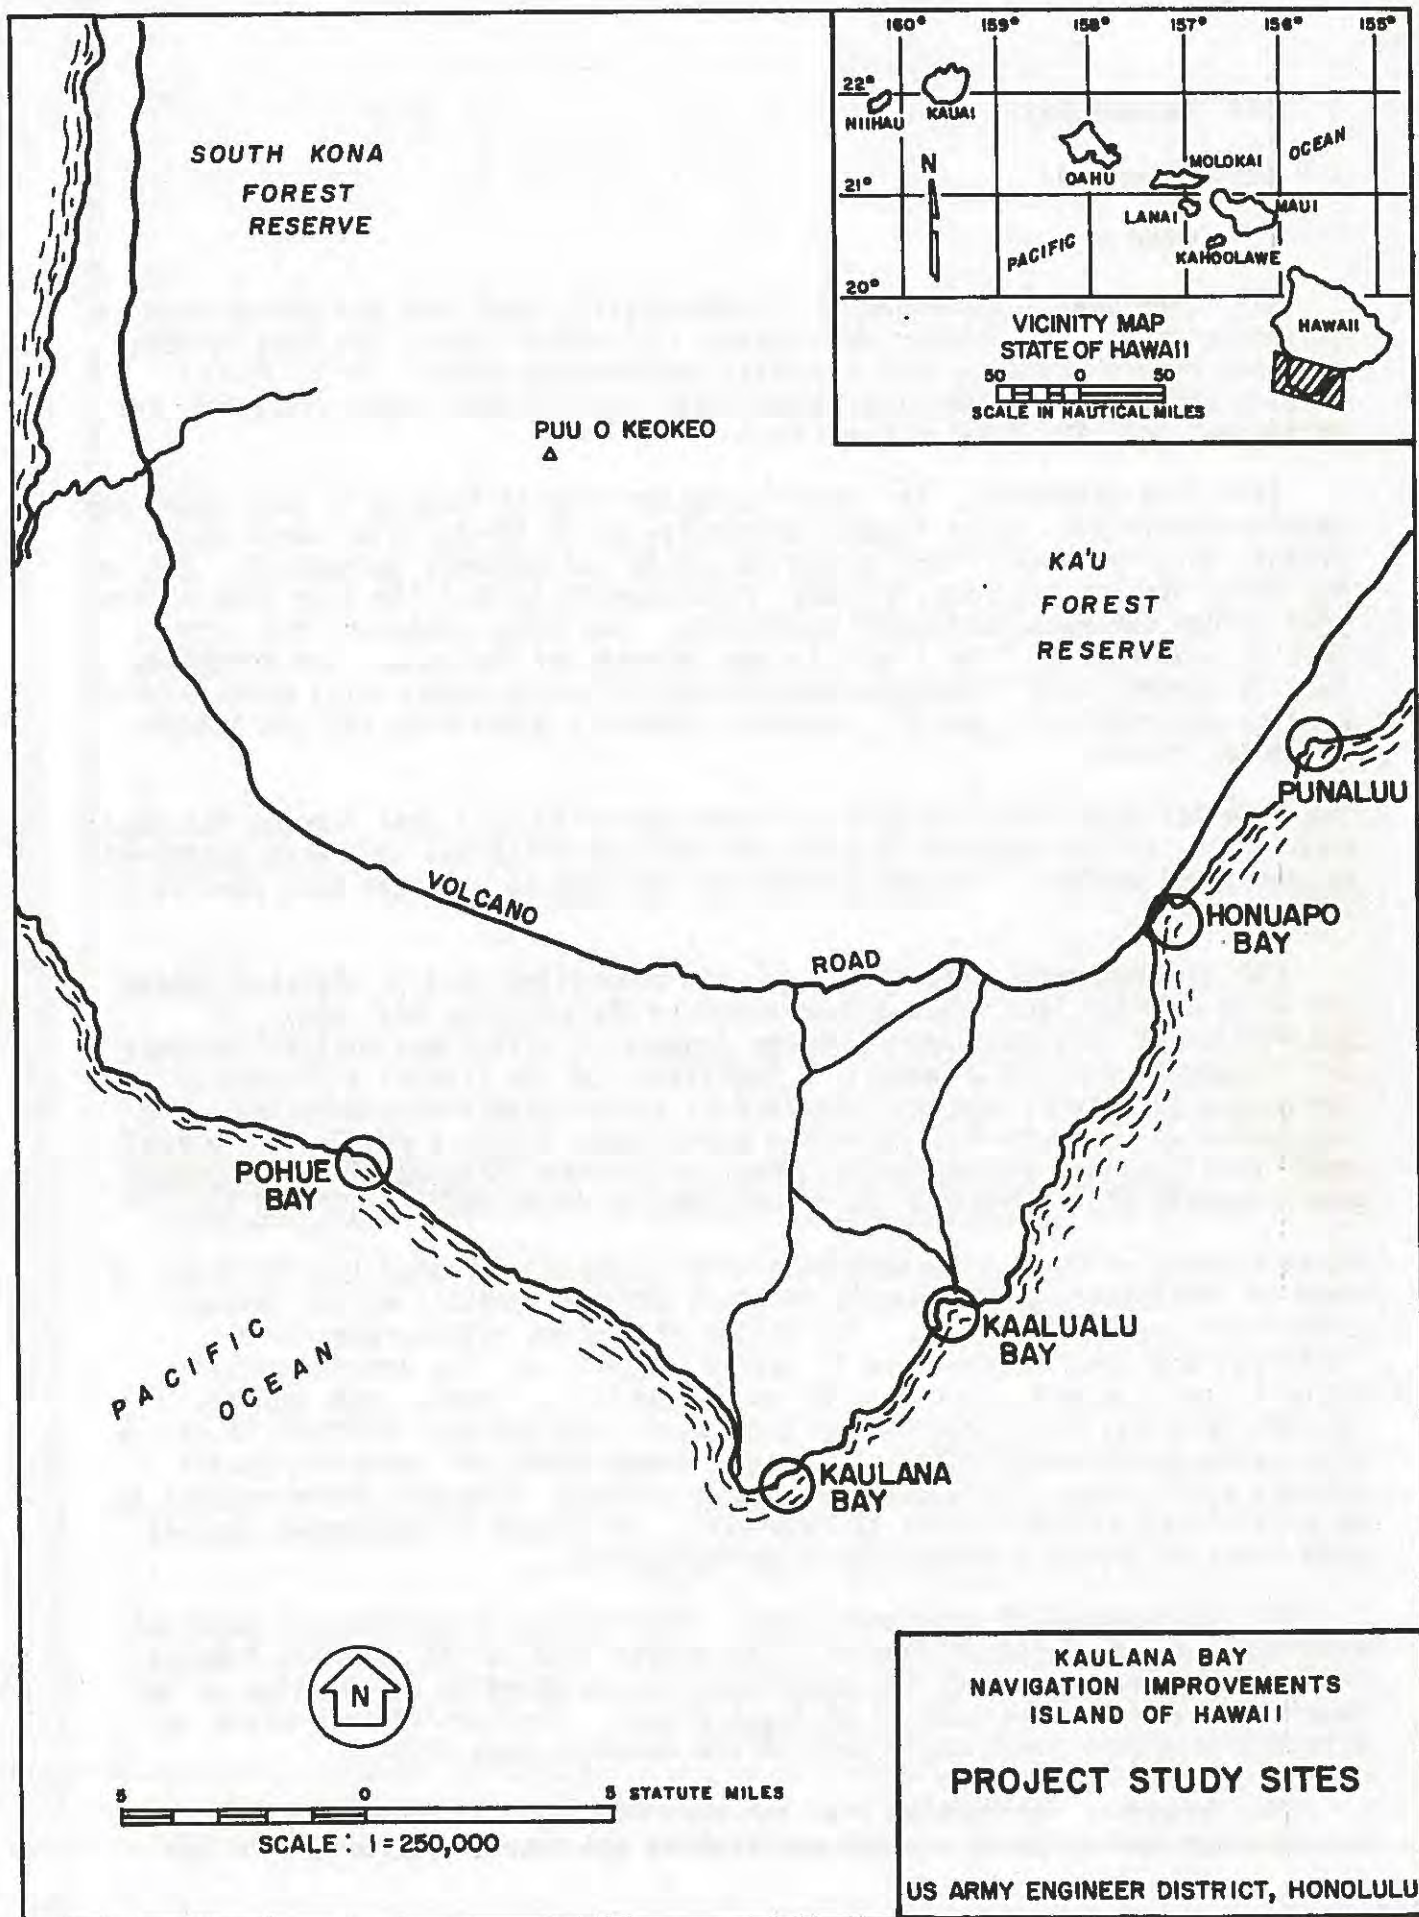 160° 159° 158° 157° 156° 155°
22°
NIIHAU
KAUAI
OAHU
MOLOKAI
OCEAN
N
21°
LANAI
MAUI
PACIFIC
KAHOOLAWE
20°
HAWAII
VICINITY MAP
STATE OF HAWAII
50 0 50
SCALE IN NAUTICAL MILES
SOUTH KONA
FOREST
RESERVE
PUU O KEOKEO
KA'U
FOREST
RESERVE
PUNALUU
VOLCANO
ROAD
HONUAPO
BAY
POHUE
BAY
KAALUALU
BAY
PACIFIC
OCEAN
KAULANA
BAY
N
5 0 5 STATUTE MILES
SCALE: 1=250,000
KAULANA BAY
NAVIGATION IMPROVEMENTS
ISLAND OF HAWAII
PROJECT STUDY SITES
US ARMY ENGINEER DISTRICT, HONOLULU